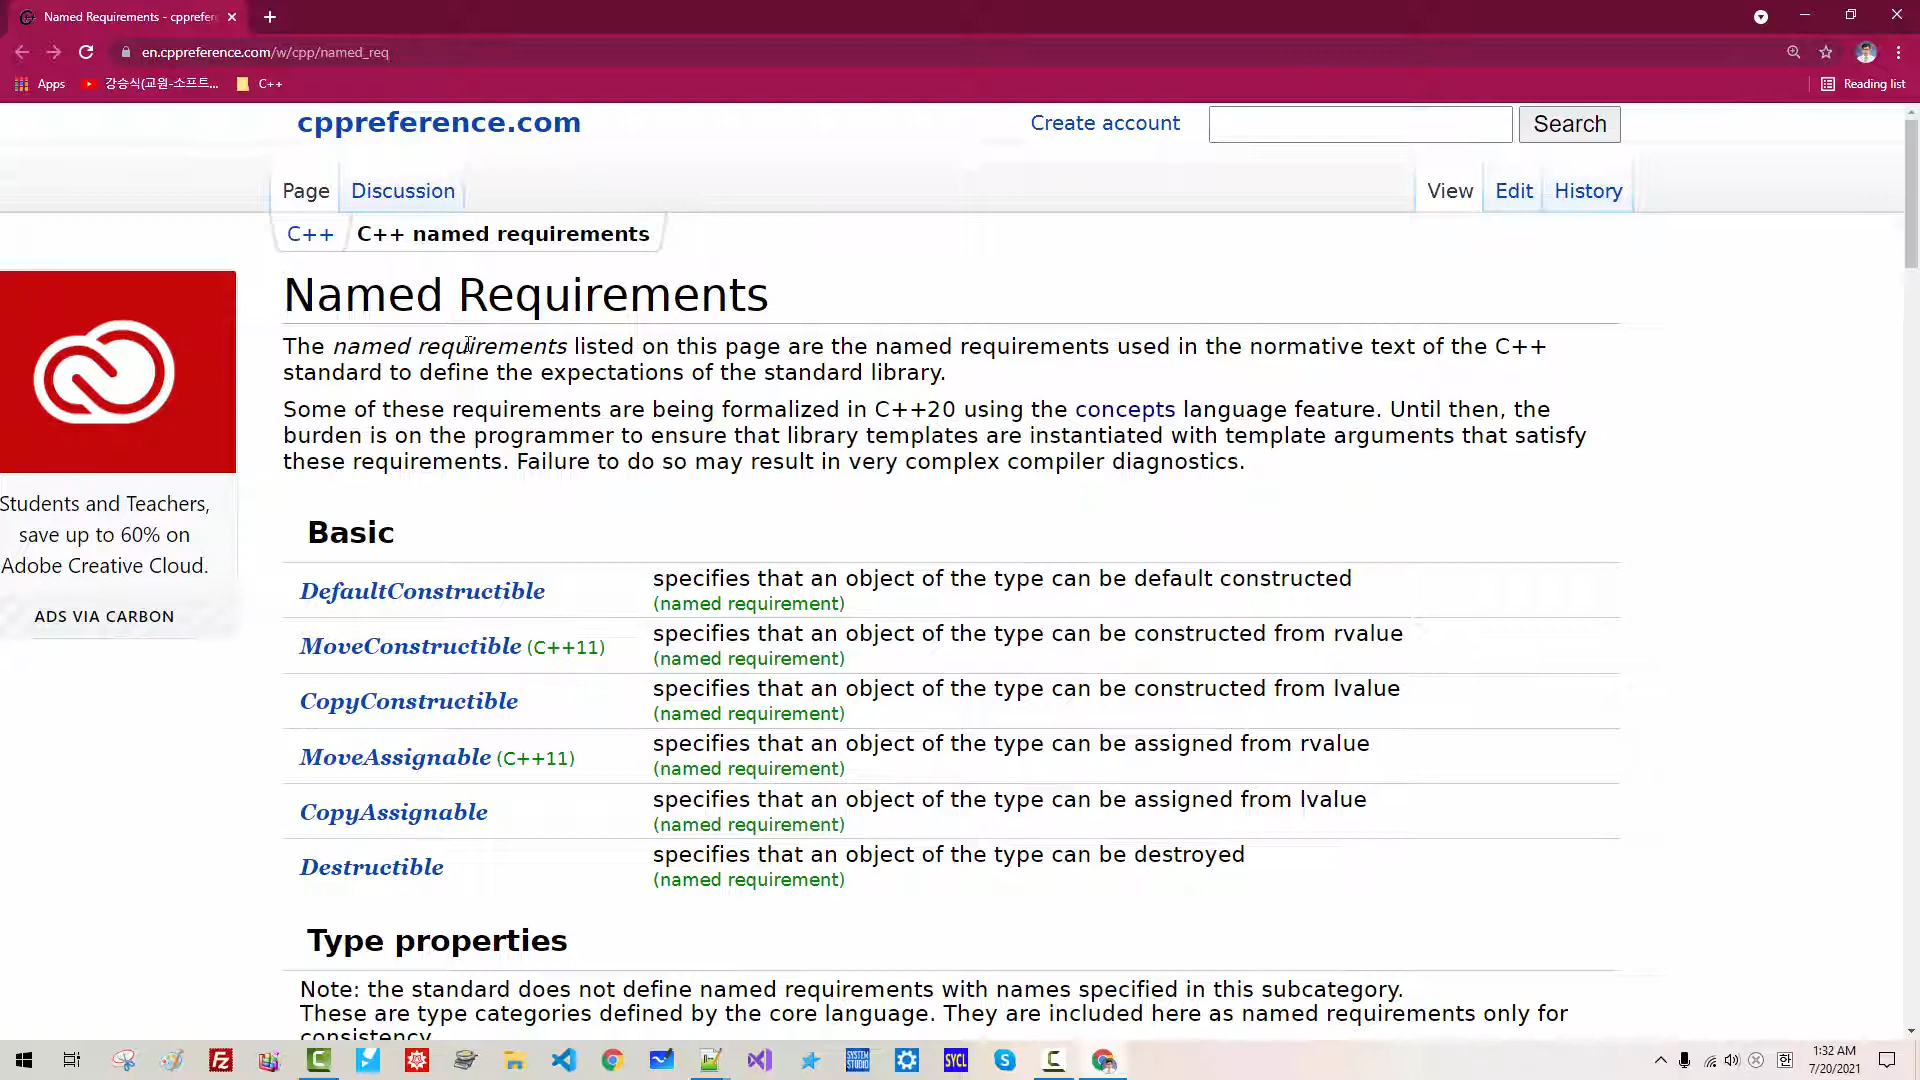 Named Requirements - cpprefer
en.cppreference.com/w/cpp/named_req
Apps
강승식(교원-소프트...
C++
Reading list
cppreference.com
Create account
Search
Page
Discussion
View
Edit
History
C++
C++ named requirements
Named Requirements
The named requirements listed on this page are the named requirements used in the normative text of the C++
standard to define the expectations of the standard library.
Some of these requirements are being formalized in C++20 using the concepts language feature. Until then, the
burden is on the programmer to ensure that library templates are instantiated with template arguments that satisfy
these requirements. Failure to do so may result in very complex compiler diagnostics.
Students and Teachers,
save up to 60% on
Adobe Creative Cloud.
ADS VIA CARBON
Basic
DefaultConstructible
specifies that an object of the type can be default constructed
(named requirement)
MoveConstructible (C++11)
specifies that an object of the type can be constructed from rvalue
(named requirement)
CopyConstructible
specifies that an object of the type can be constructed from lvalue
(named requirement)
MoveAssignable (C++11)
specifies that an object of the type can be assigned from rvalue
(named requirement)
CopyAssignable
specifies that an object of the type can be assigned from lvalue
(named requirement)
Destructible
specifies that an object of the type can be destroyed
(named requirement)
Type properties
Note: the standard does not define named requirements with names specified in this subcategory.
These are type categories defined by the core language. They are included here as named requirements only for
consistency.
SYSTEM
STUDIO
SYCL
한
1:32 AM
7/20/2021